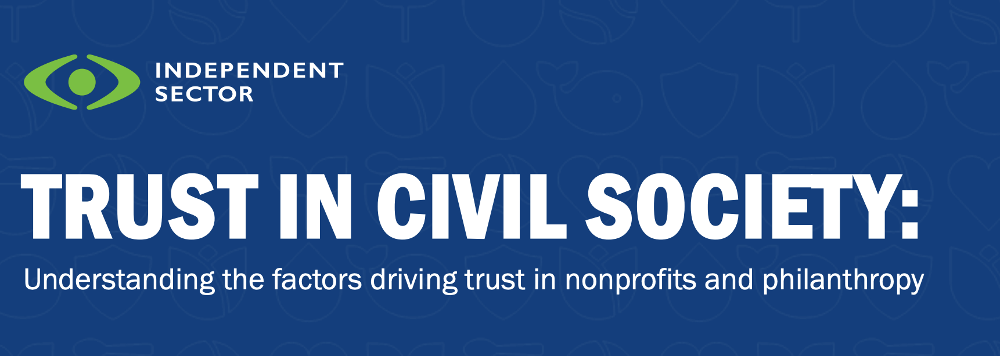 INDEPENDENT
SECTOR
TRUST IN CIVIL SOCIETY:
Understanding the factors driving trust in nonprofits and philanthropy